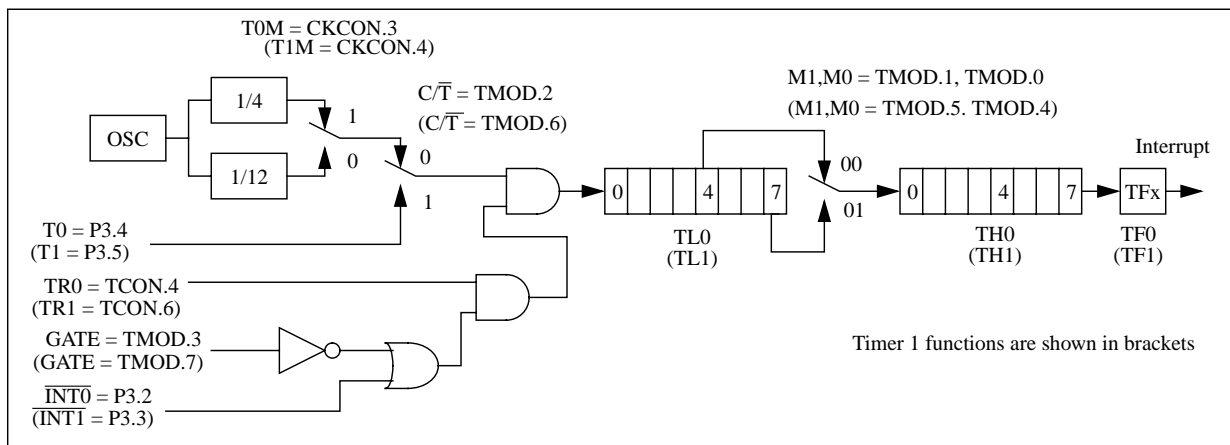 T0M = CKCON.3
(T1M = CKCON.4)
M1,M0 = TMOD.1, TMOD.0
(M1,M0 = TMOD.5. TMOD.4)
C/T̅ = TMOD.2
(C/T̅ = TMOD.6)
1/4
OSC
1/12
1
0
0
1
T0 = P3.4
(T1 = P3.5)
0
4
7
TL0
(TL1)
00
01
0
4
7
TH0
(TH1)
Interrupt
TFx
TF0
(TF1)
TR0 = TCON.4
(TR1 = TCON.6)
GATE = TMOD.3
(GATE = TMOD.7)
I̅N̅T̅0̅ = P3.2
(I̅N̅T̅1̅ = P3.3)
Timer 1 functions are shown in brackets